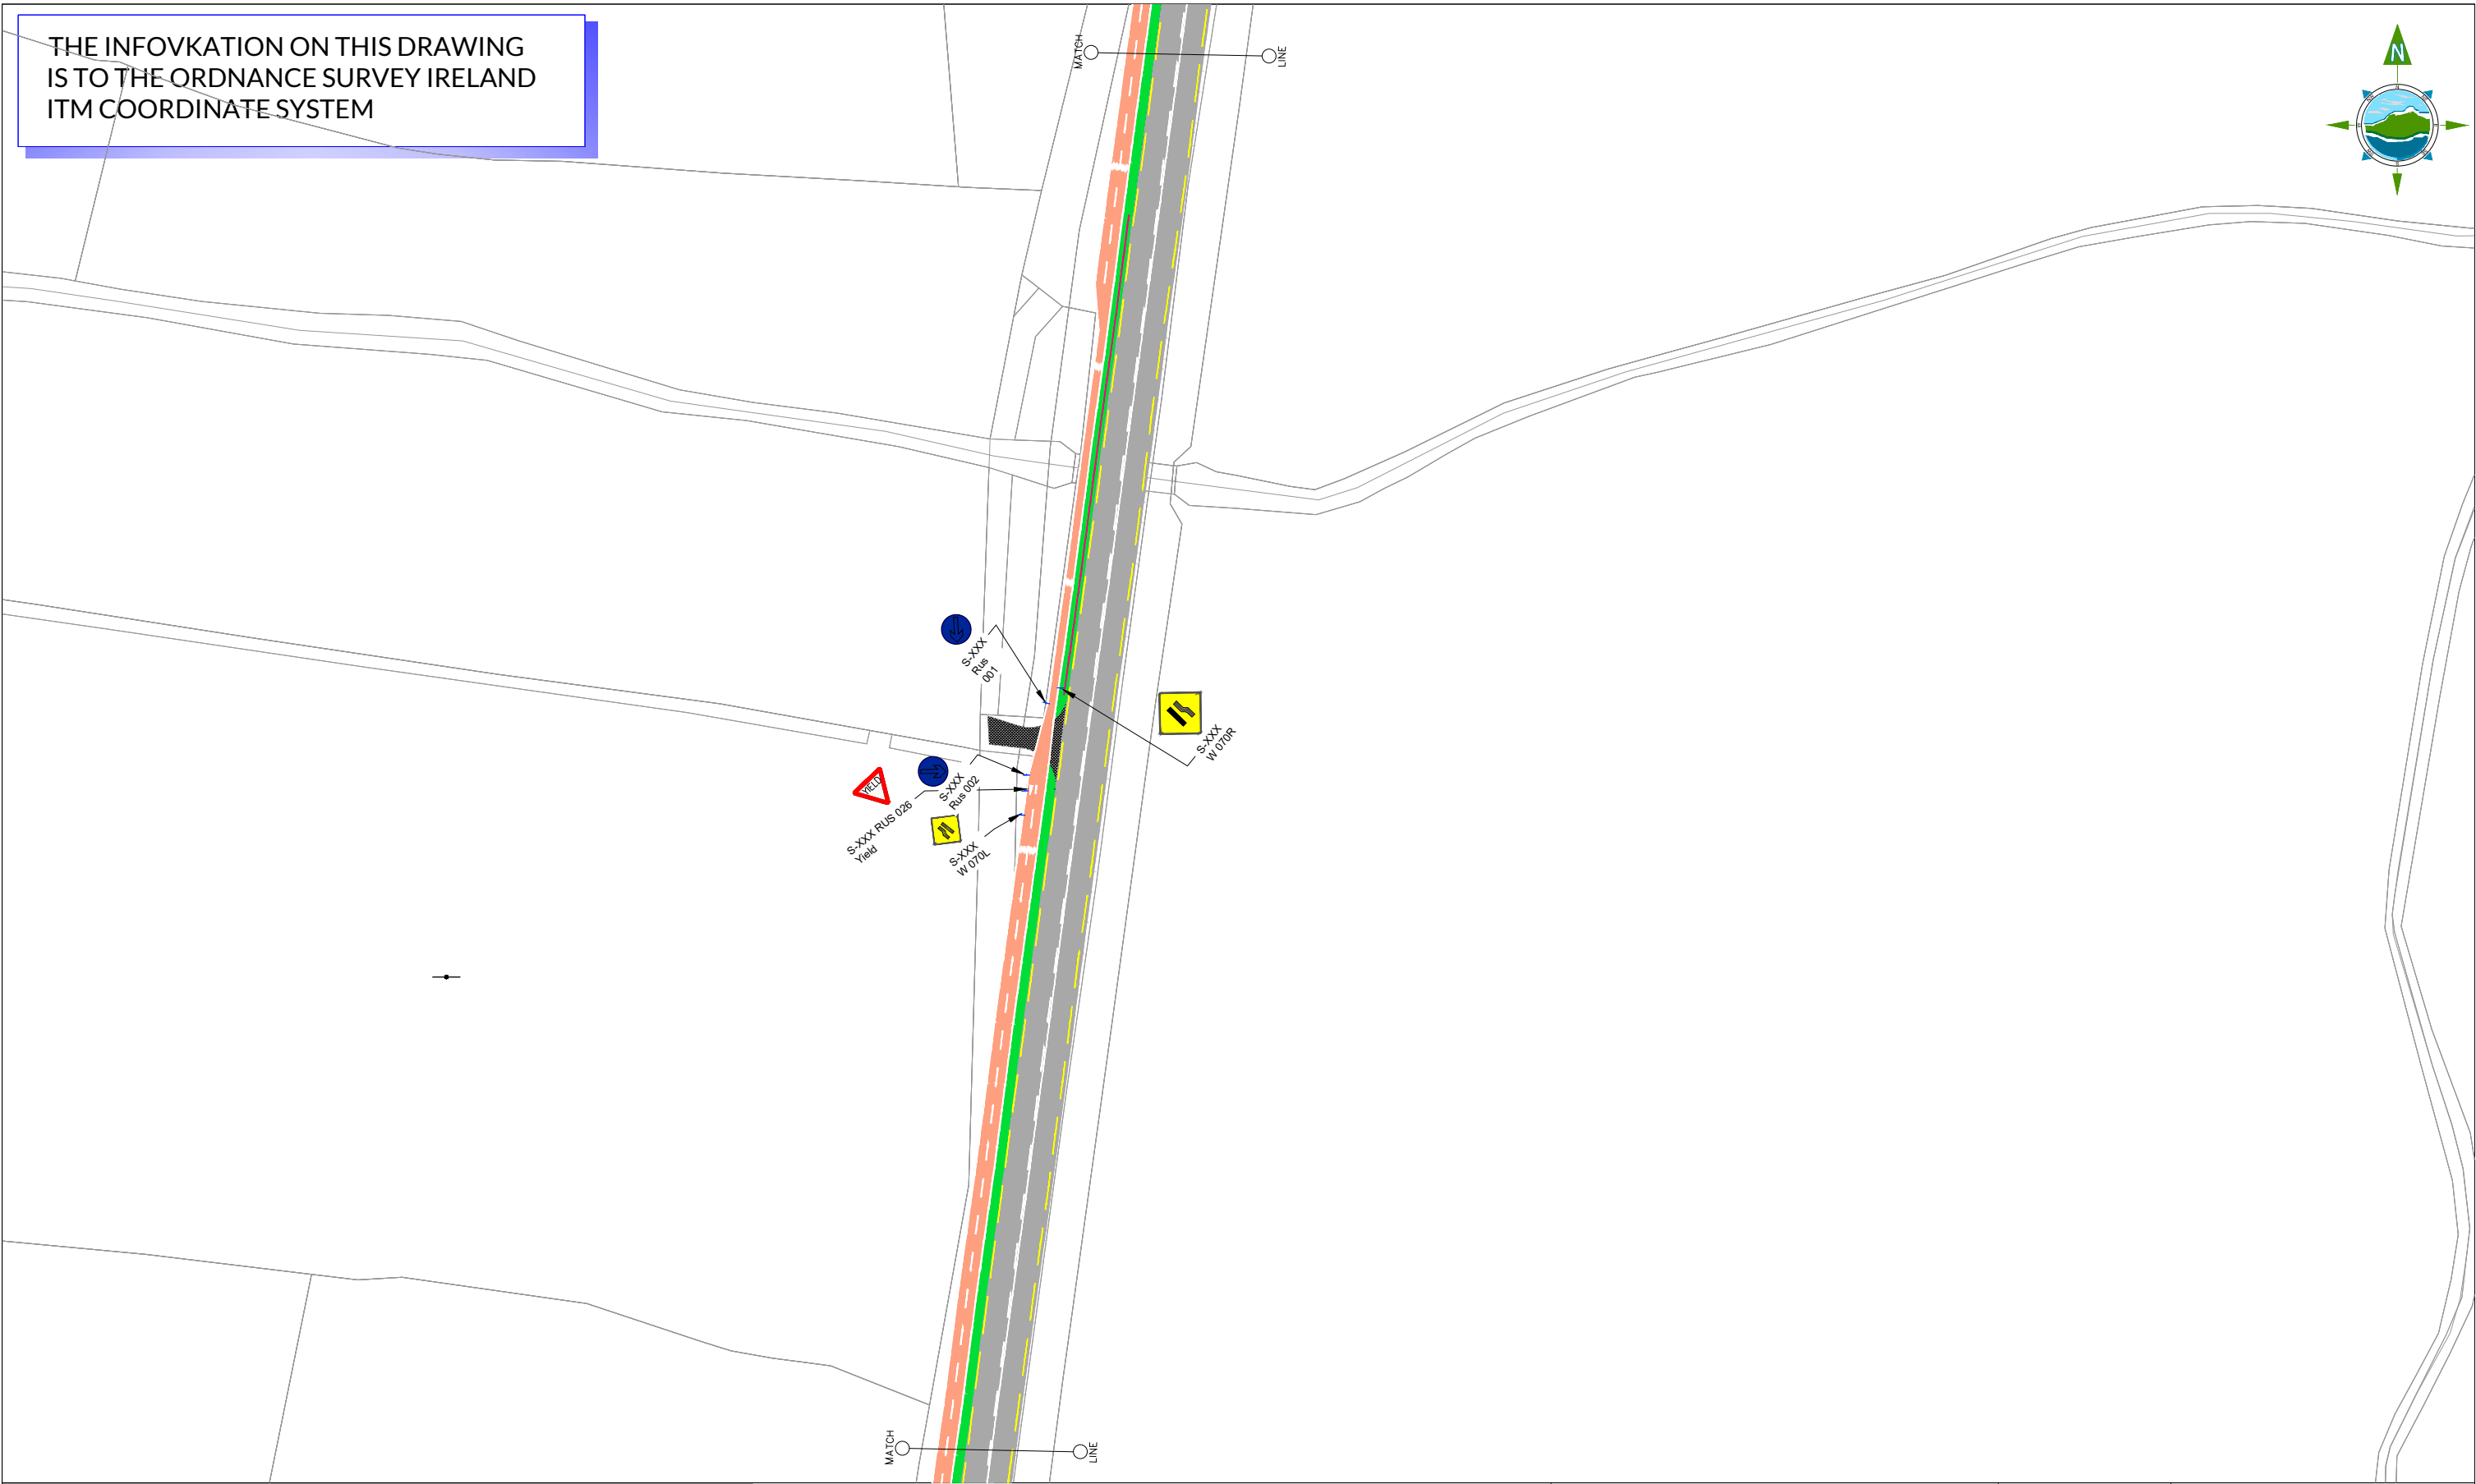 THE INFOVKATION ON THIS DRAWING
IS TO THE ORDNANCE SURVEY IRELAND
ITM COORDINATE SYSTEM
MATCH
LINE
N
S-XXX
Rus
001
S-XXX
W 070R
YIELD
S-XXX
Rus 002
S-XXX RUS 026
Yield
S-XXX
W 070L
MATCH
LINE